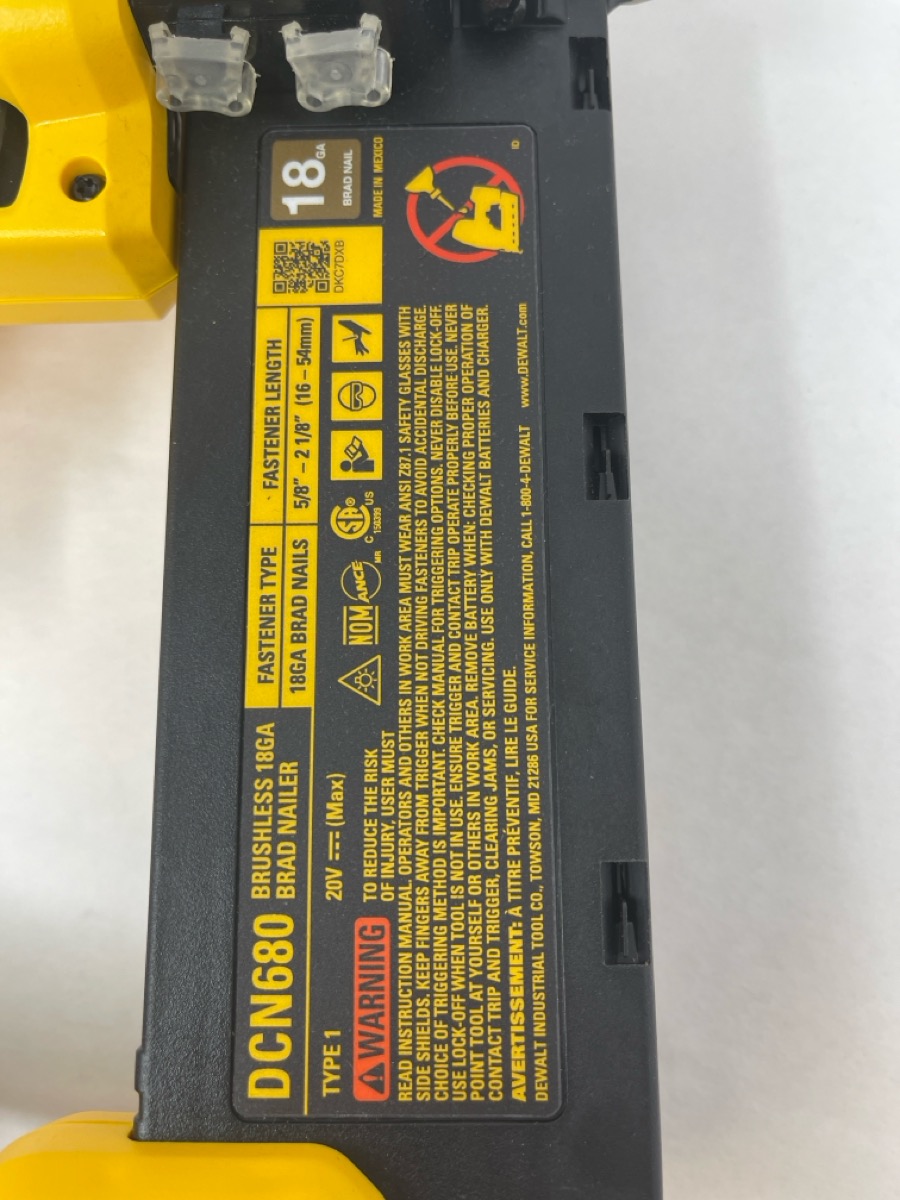 DCN680
BRUSHLESS 18GA
BRAD NAILER
FASTENER TYPE
FASTENER LENGTH
18GA BRAD NAILS
5/8" – 2 1/8" (16 – 54mm)
DKC7DXB
18GA
BRAD NAIL
MADE IN MEXICO
TYPE 1
20V (Max)
NOM
ANCE
MR
SA®
C US
150399
WARNING
TO REDUCE THE RISK
OF INJURY, USER MUST
READ INSTRUCTION MANUAL. OPERATORS AND OTHERS IN WORK AREA MUST WEAR ANSI Z87.1 SAFETY GLASSES WITH
SIDE SHIELDS. KEEP FINGERS AWAY FROM TRIGGER WHEN NOT DRIVING FASTENERS TO AVOID ACCIDENTAL DISCHARGE.
CHOICE OF TRIGGERING METHOD IS IMPORTANT. CHECK MANUAL FOR TRIGGERING OPTIONS. NEVER DISABLE LOCK-OFF.
USE LOCK-OFF WHEN TOOL IS NOT IN USE. ENSURE TRIGGER AND CONTACT TRIP OPERATE PROPERLY BEFORE USE. NEVER
POINT TOOL AT YOURSELF OR OTHERS IN WORK AREA. REMOVE BATTERY WHEN: CHECKING PROPER OPERATION OF
CONTACT TRIP AND TRIGGER, CLEARING JAMS, OR SERVICING. USE ONLY WITH DEWALT BATTERIES AND CHARGER.
AVERTISSEMENT: À TITRE PRÉVENTIF, LIRE LE GUIDE.
DEWALT INDUSTRIAL TOOL CO., TOWSON, MD 21286 USA FOR SERVICE INFORMATION, CALL 1-800-4-DEWALT www.DEWALT.com
ID